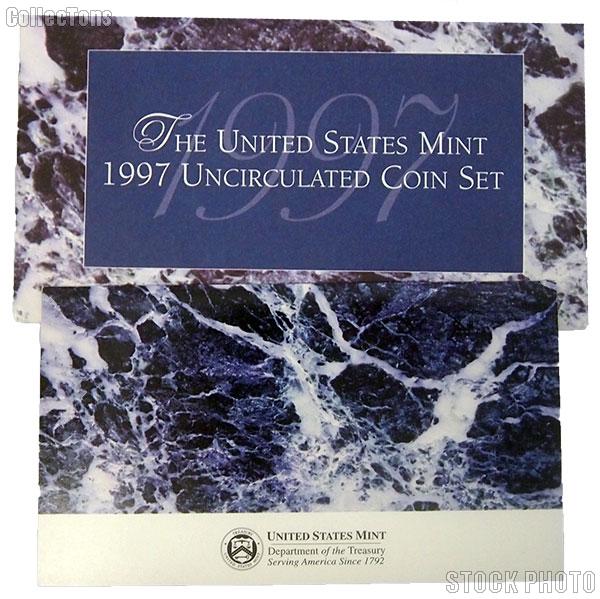 CollecTons
1997
THE UNITED STATES MINT
1997 UNCIRCULATED COIN SET
UNITED STATES MINT
Department of the Treasury
Serving America Since 1792
STOCK PHOTO